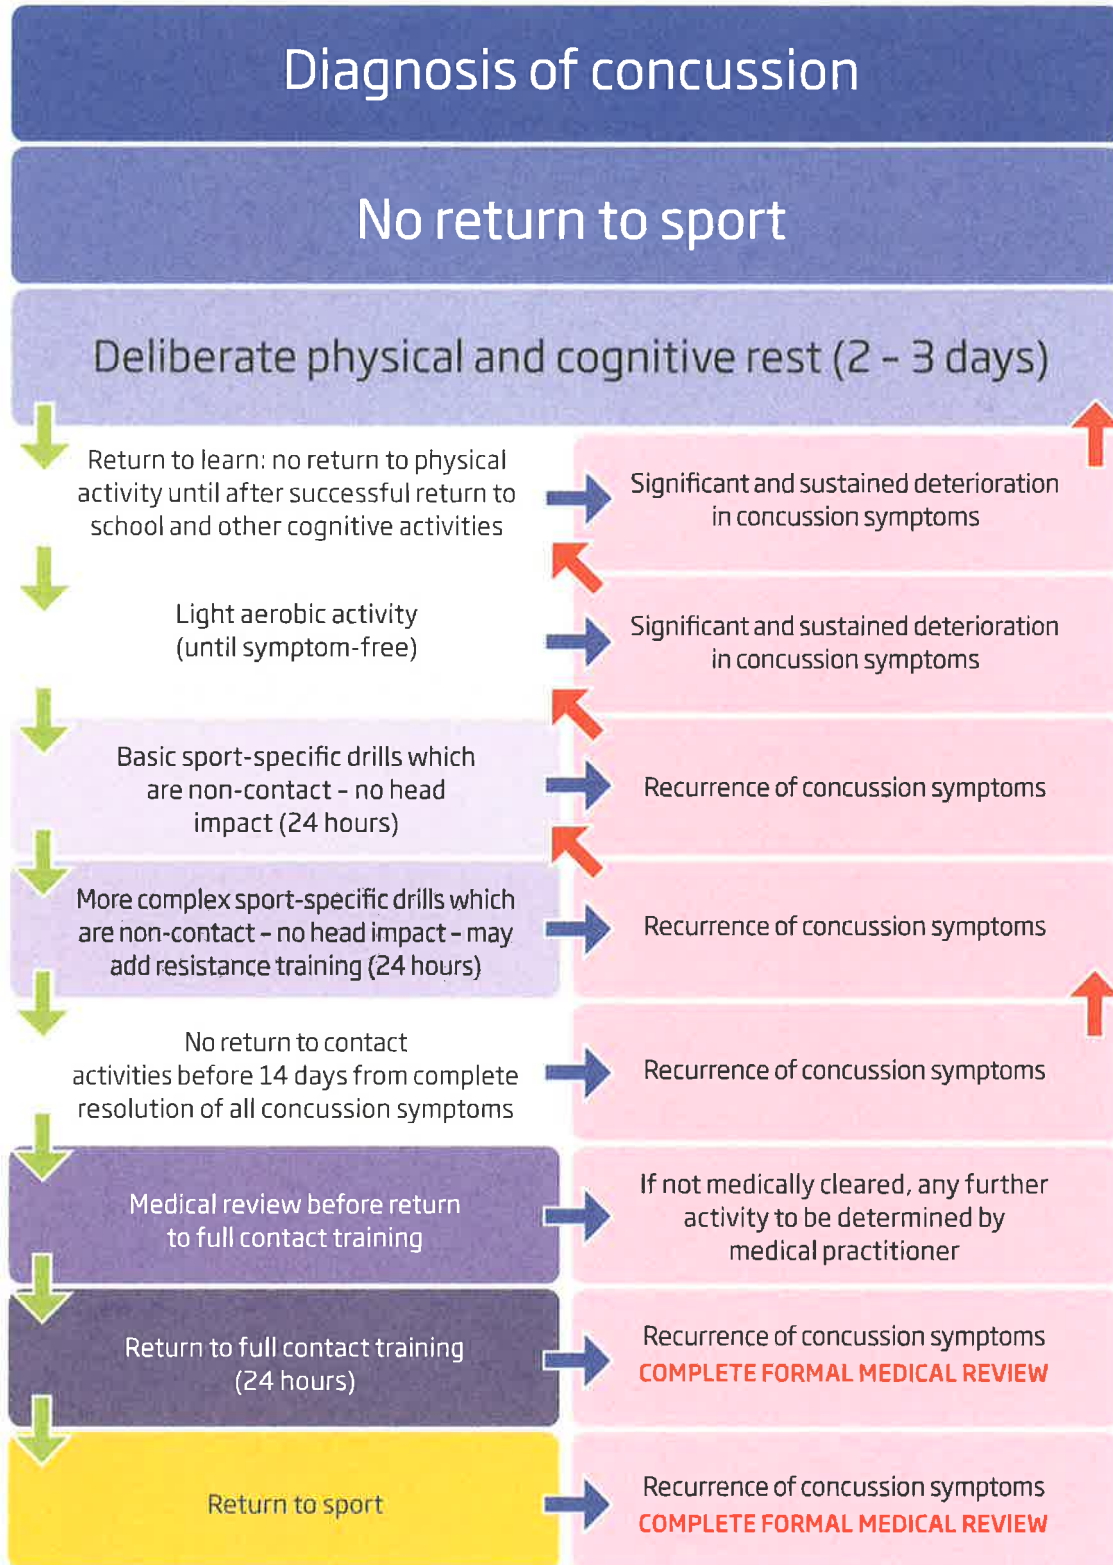 Diagnosis of concussion
No return to sport
Deliberate physical and cognitive rest (2 – 3 days)
Return to learn: no return to physical
activity until after successful return to
school and other cognitive activities
Significant and sustained deterioration
in concussion symptoms
Light aerobic activity
(until symptom-free)
Significant and sustained deterioration
in concussion symptoms
Basic sport-specific drills which
are non-contact – no head
impact (24 hours)
Recurrence of concussion symptoms
More complex sport-specific drills which
are non-contact – no head impact – may
add resistance training (24 hours)
Recurrence of concussion symptoms
No return to contact
activities before 14 days from complete
resolution of all concussion symptoms
Recurrence of concussion symptoms
Medical review before return
to full contact training
If not medically cleared, any further
activity to be determined by
medical practitioner
Return to full contact training
(24 hours)
Recurrence of concussion symptoms
COMPLETE FORMAL MEDICAL REVIEW
Return to sport
Recurrence of concussion symptoms
COMPLETE FORMAL MEDICAL REVIEW